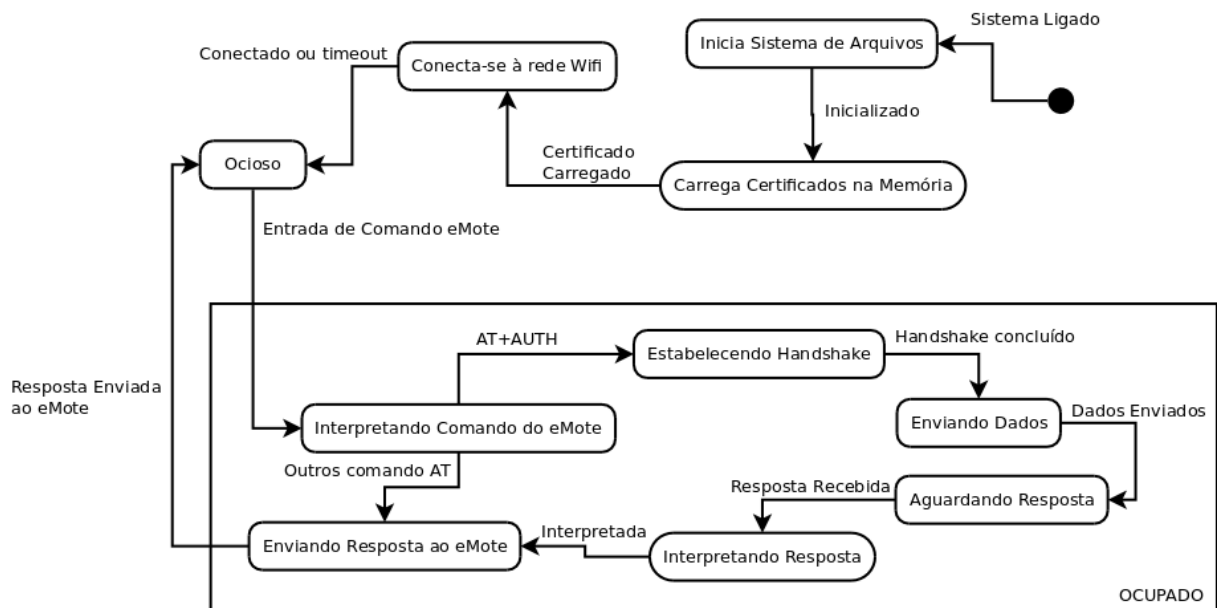 Sistema Ligado
Inicia Sistema de Arquivos
Conectado ou timeout
Conecta-se à rede Wifi
Inicializado
Certificado
Carregado
Ocioso
Carrega Certificados na Memória
Entrada de Comando eMote
AT+AUTH
Estabelecendo Handshake
Handshake concluído
Resposta Enviada
ao eMote
Interpretando Comando do eMote
Enviando Dados
Dados Enviados
Outros comando AT
Resposta Recebida
Aguardando Resposta
Enviando Resposta ao eMote
Interpretada
Interpretando Resposta
OCUPADO